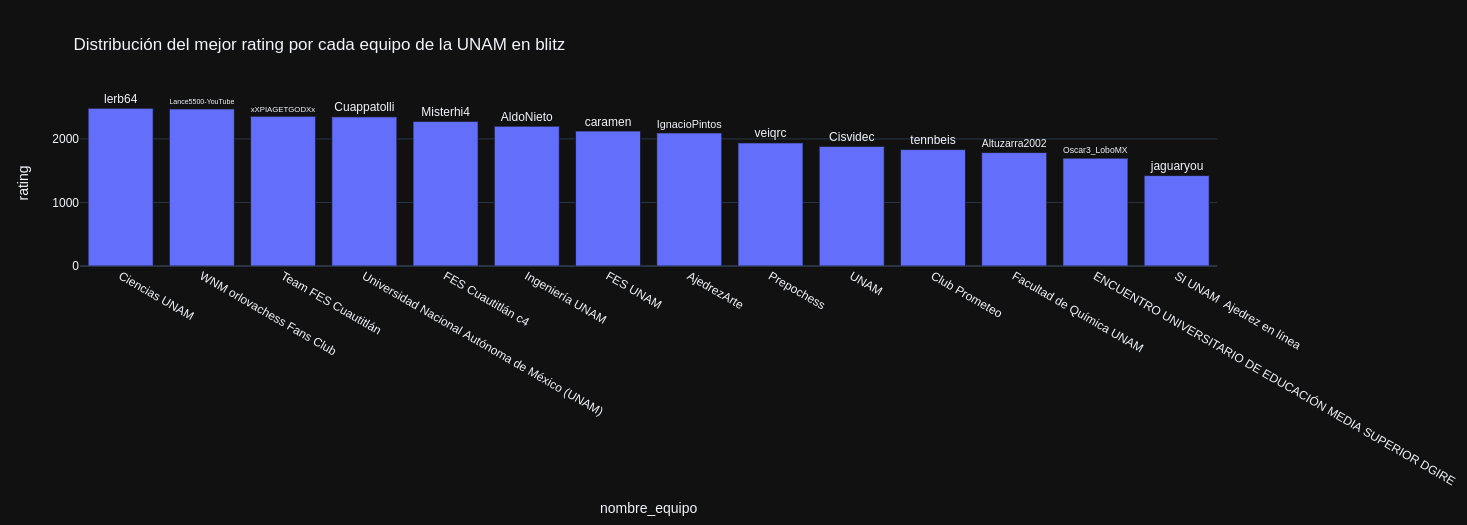 Distribución del mejor rating por cada equipo de la UNAM en blitz
lerb64
Lance5500-YouTube
xXPIAGETGODXx
Cuappatolli
Misterhi4
AldoNieto
caramen
IgnacioPintos
veiqrc
Cisvidec
tennbeis
Altuzarra2002
Oscar3_LoboMX
jaguaryou
2000
1000
0
rating
Ciencias UNAM
WNM orlovachess Fans Club
Team FES Cuautitlán
Universidad Nacional Autónoma de México (UNAM)
FES Cuautitlán c4
Ingeniería UNAM
FES UNAM
AjedrezArte
Prepochess
UNAM
Club Prometeo
Facultad de Química UNAM
ENCUENTRO UNIVERSITARIO DE EDUCACIÓN MEDIA SUPERIOR DGIRE
SI UNAM  Ajedrez en línea
nombre_equipo